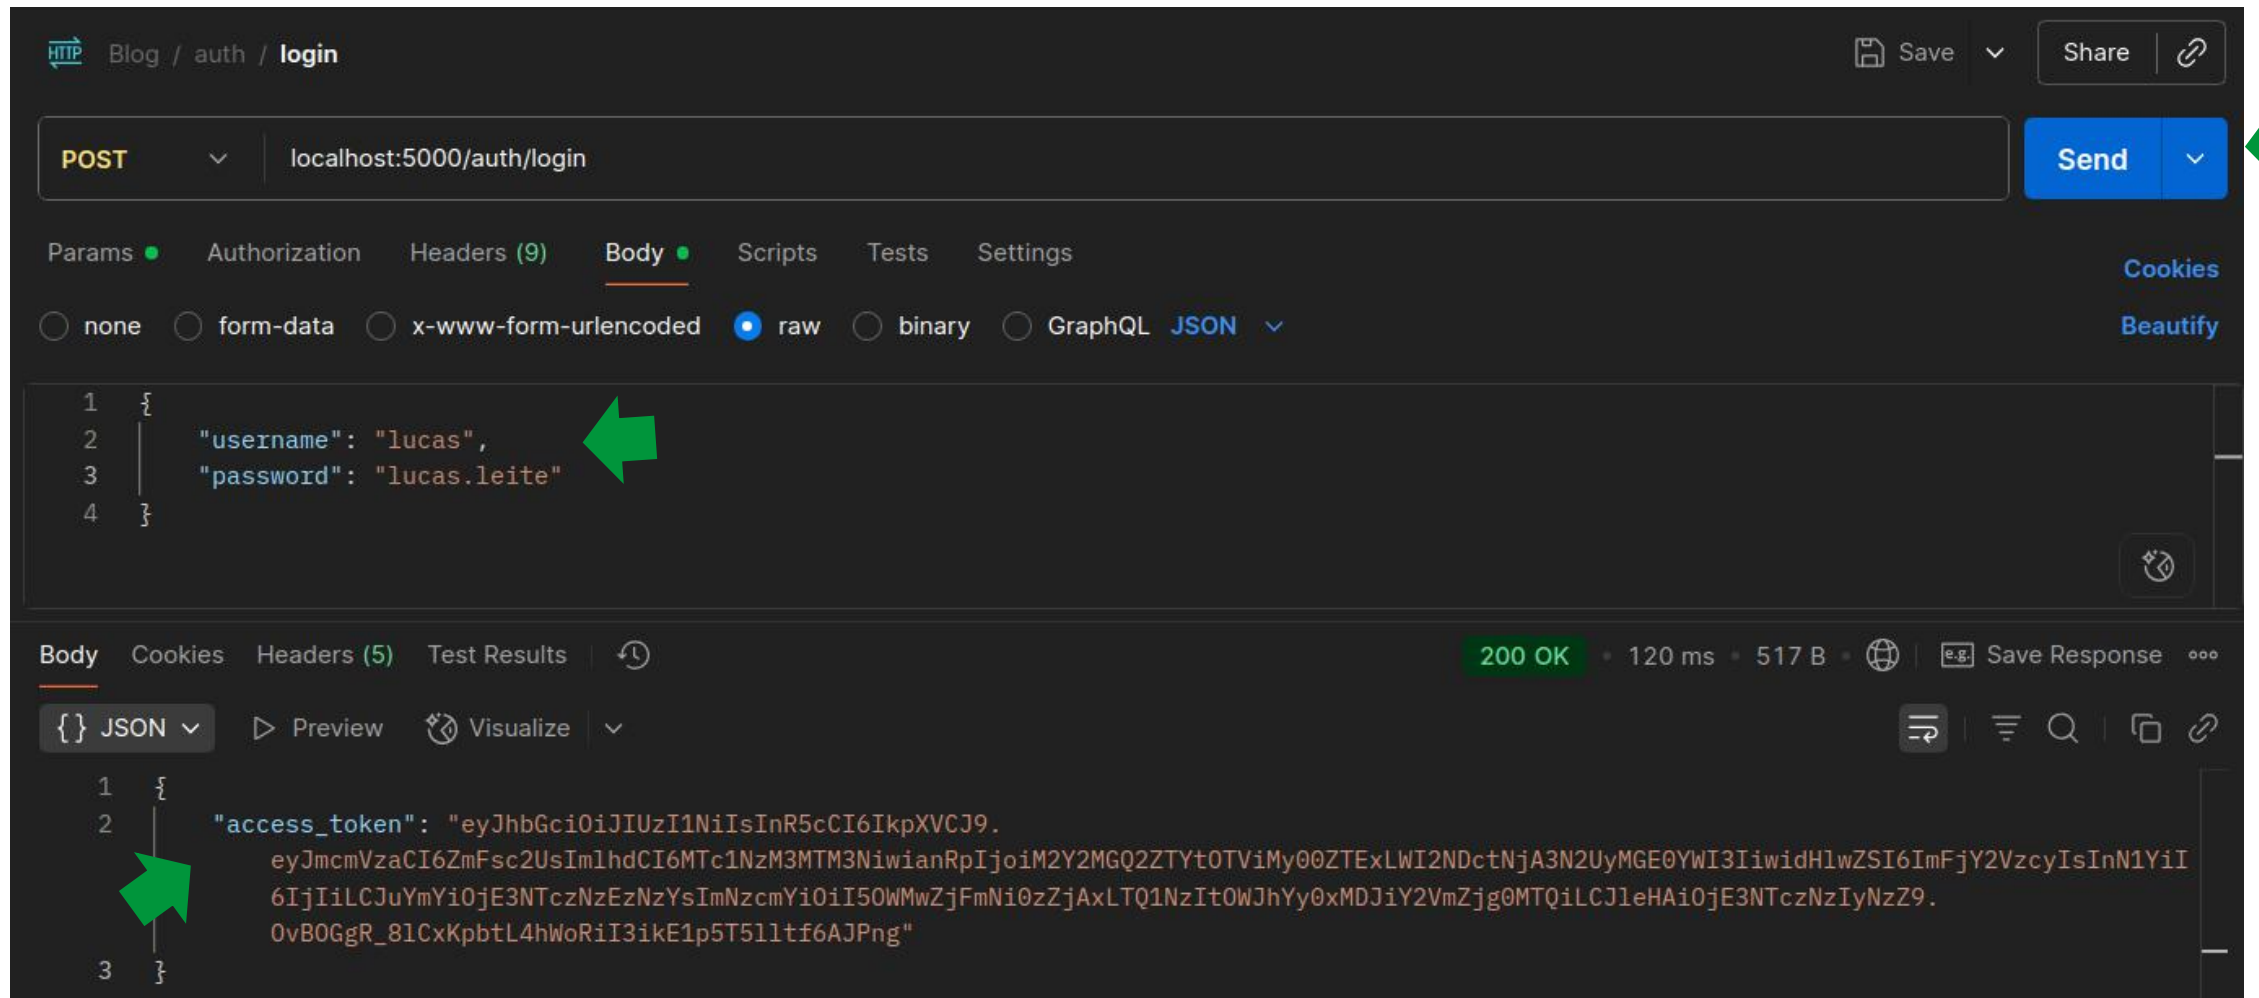 HTTP Blog / auth / login Save Share
POST localhost:5000/auth/login Send
Params Authorization Headers (9) Body Scripts Tests Settings Cookies
none form-data x-www-form-urlencoded raw binary GraphQL JSON Beautify
1 {
2 "username": "lucas",
3 "password": "lucas.leite"
4 }
Body Cookies Headers (5) Test Results 200 OK 120 ms 517 B e.g. Save Response
{} JSON Preview Visualize
1 {
2 "access_token": "eyJhbGciOiJIUzI1NiIsInR5cCI6IkpXVCJ9.
eyJmcmVzaCI6ZmFsc2UsImlhdCI6MTc1NzM3MTM3NiwianRpIjoiM2Y2MGQ2ZTYtOTViMy00ZTExLWI2NDctNjA3N2UyMGE0YWI3IiwidHlwZSI6ImFjY2VzcyIsInN1YiI
6IjIiLCJuYmYiOjE3NTczNzEzNzYsImNzcmYiOiI5OWMwZjFmNi0zZjAxLTQ1NzItOWJhYy0xMDJiY2VmZjg0MTQiLCJleHAiOjE3NTczNzIyNzZ9.
OvBOGgR_8lCxKpbtL4hWoRiI3ikE1p5T5lltf6AJPng"
3 }